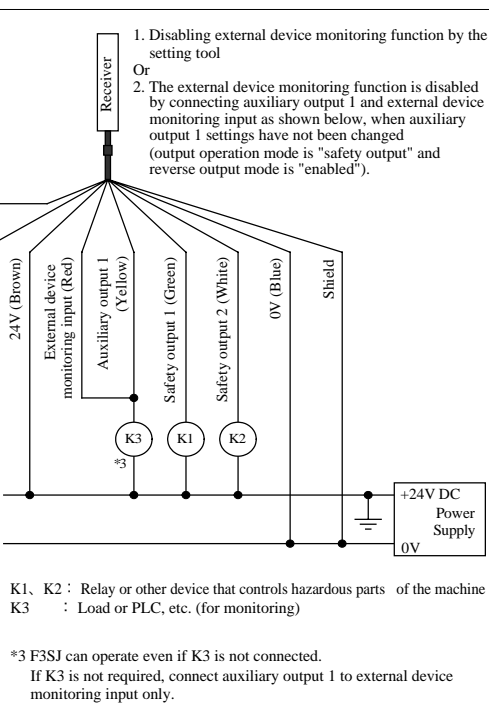 1. Disabling external device monitoring function by the
setting tool
Or
2. The external device monitoring function is disabled
by connecting auxiliary output 1 and external device
monitoring input as shown below, when auxiliary
output 1 settings have not been changed
(output operation mode is "safety output" and
reverse output mode is "enabled").
Receiver
24V (Brown)
External device
monitoring input (Red)
Auxiliary output 1
(Yellow)
Safety output 1 (Green)
Safety output 2 (White)
0V (Blue)
Shield
K3
K1
K2
*3
+24V DC
Power
Supply
0V
K1、K2： Relay or other device that controls hazardous parts of the machine
K3 ： Load or PLC, etc. (for monitoring)
*3 F3SJ can operate even if K3 is not connected.
If K3 is not required, connect auxiliary output 1 to external device
monitoring input only.